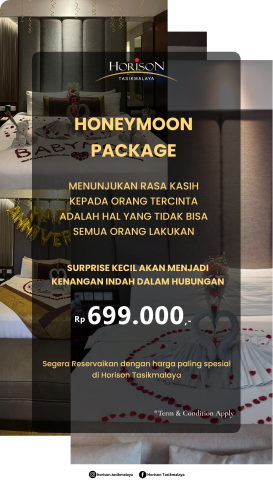 HORISON
TASIKMALAYA
HONEYMOON
PACKAGE
MENUNJUKAN RASA KASIH
KEPADA ORANG TERCINTA
ADALAH HAL YANG TIDAK BISA
SEMUA ORANG LAKUKAN
SURPRISE KECIL AKAN MENJADI
KENANGAN INDAH DALAM HUBUNGAN
Rp 699.000,-
Segera Reservaikan dengan harga paling spesial
di Horison Tasikmalaya
*Term & Condition Apply
horison.tasikmalaya Horison Tasikmalaya